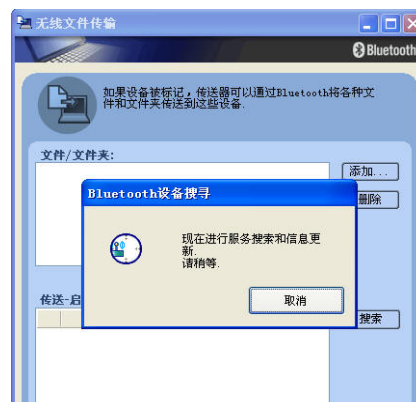 无线文件传输
Bluetooth
如果设备被标记，传送器可以通过Bluetooth将各种文
件和文件夹传送到这些设备.
文件/文件夹:
添加...
删除
Bluetooth设备搜寻
现在进行服务搜索和信息更
新.
请稍等.
取消
传送-启
搜索